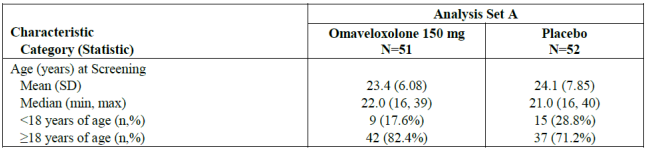 Analysis Set A
Characteristic
Category (Statistic)
Omaveloxolone 150 mg
N=51
Placebo
N=52
Age (years) at Screening
Mean (SD) 23.4 (6.08) 24.1 (7.85)
Median (min, max) 22.0 (16, 39) 21.0 (16, 40)
<18 years of age (n,%) 9 (17.6%) 15 (28.8%)
≥18 years of age (n,%) 42 (82.4%) 37 (71.2%)